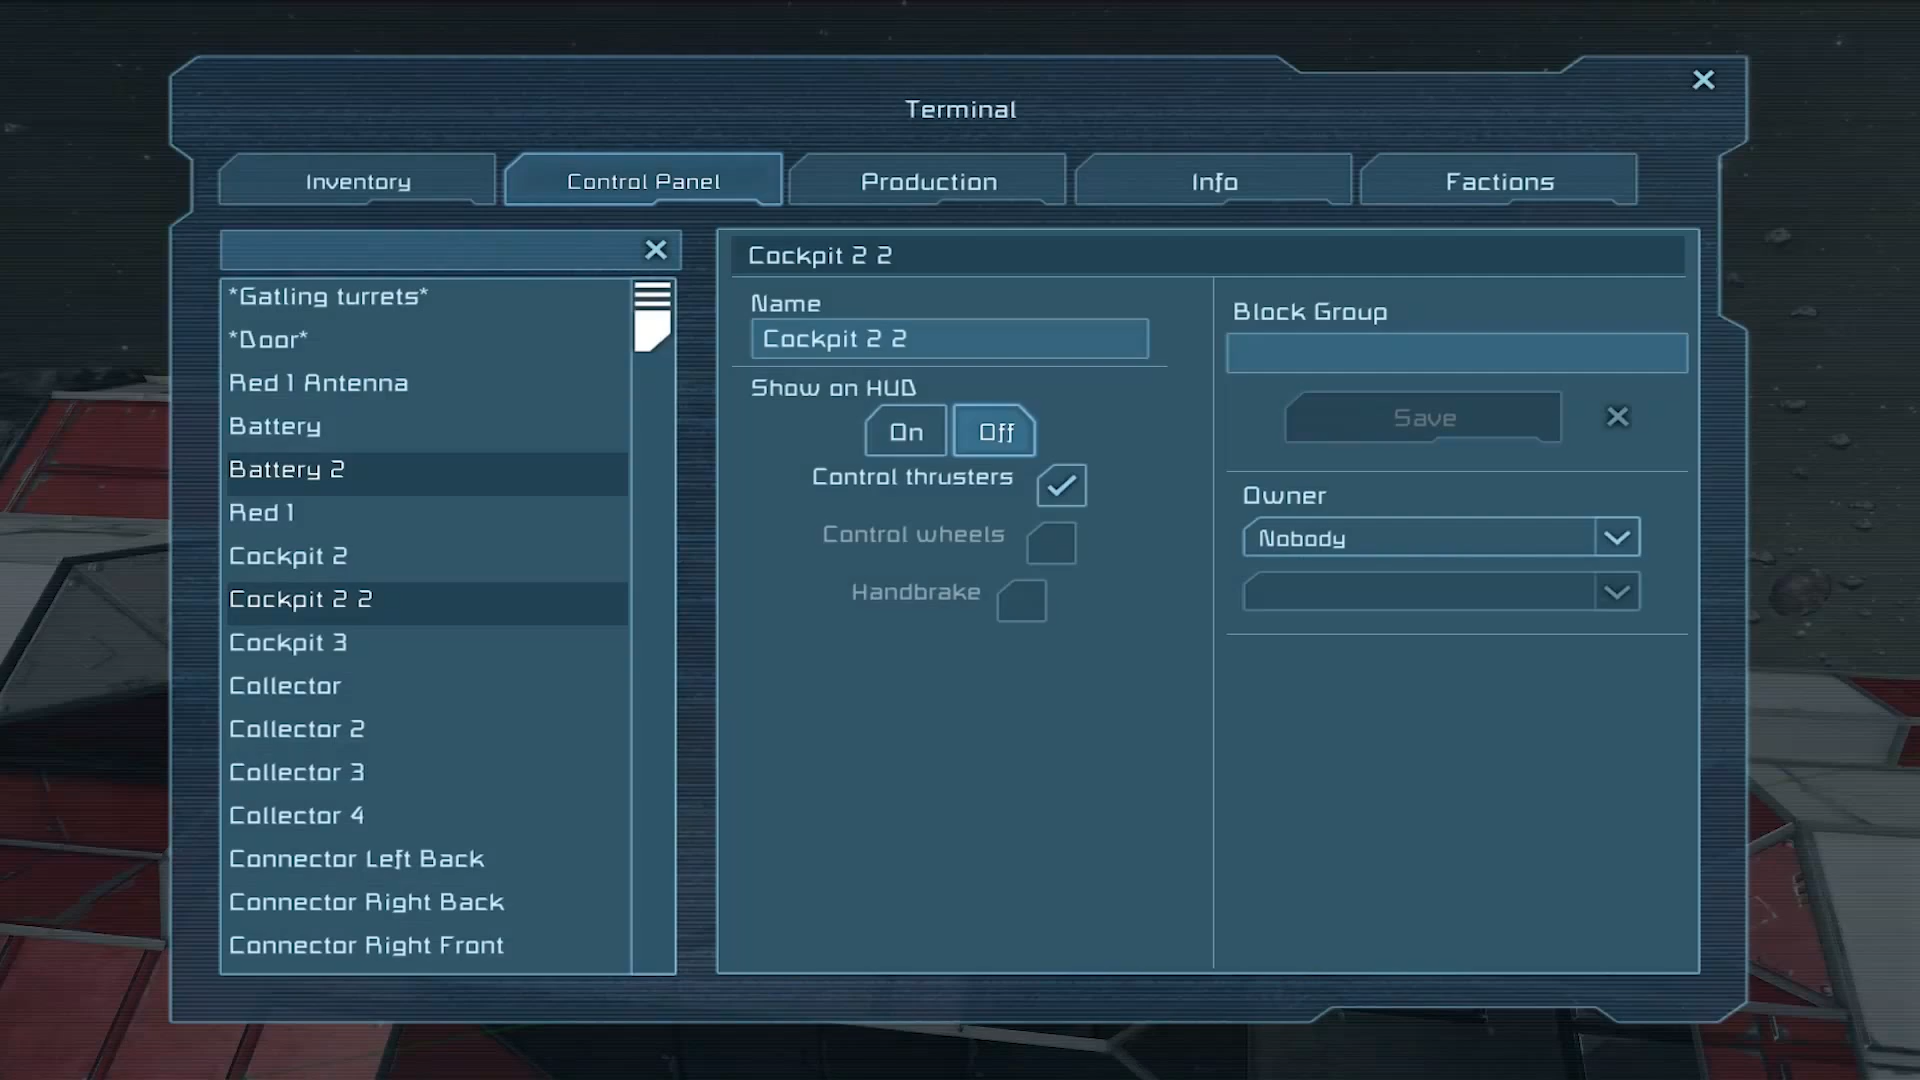 Terminal
Inventory
Control Panel
Production
Info
Factions
*Gatling turrets*
*Door*
Red 1 Antenna
Battery
Battery 2
Red 1
Cockpit 2
Cockpit 2 2
Cockpit 3
Collector
Collector 2
Collector 3
Collector 4
Connector Left Back
Connector Right Back
Connector Right Front
Cockpit 2 2
Name
Cockpit 2 2
Show on HUD
On
Off
Control thrusters
Control wheels
Handbrake
Block Group
Save
Owner
Nobody